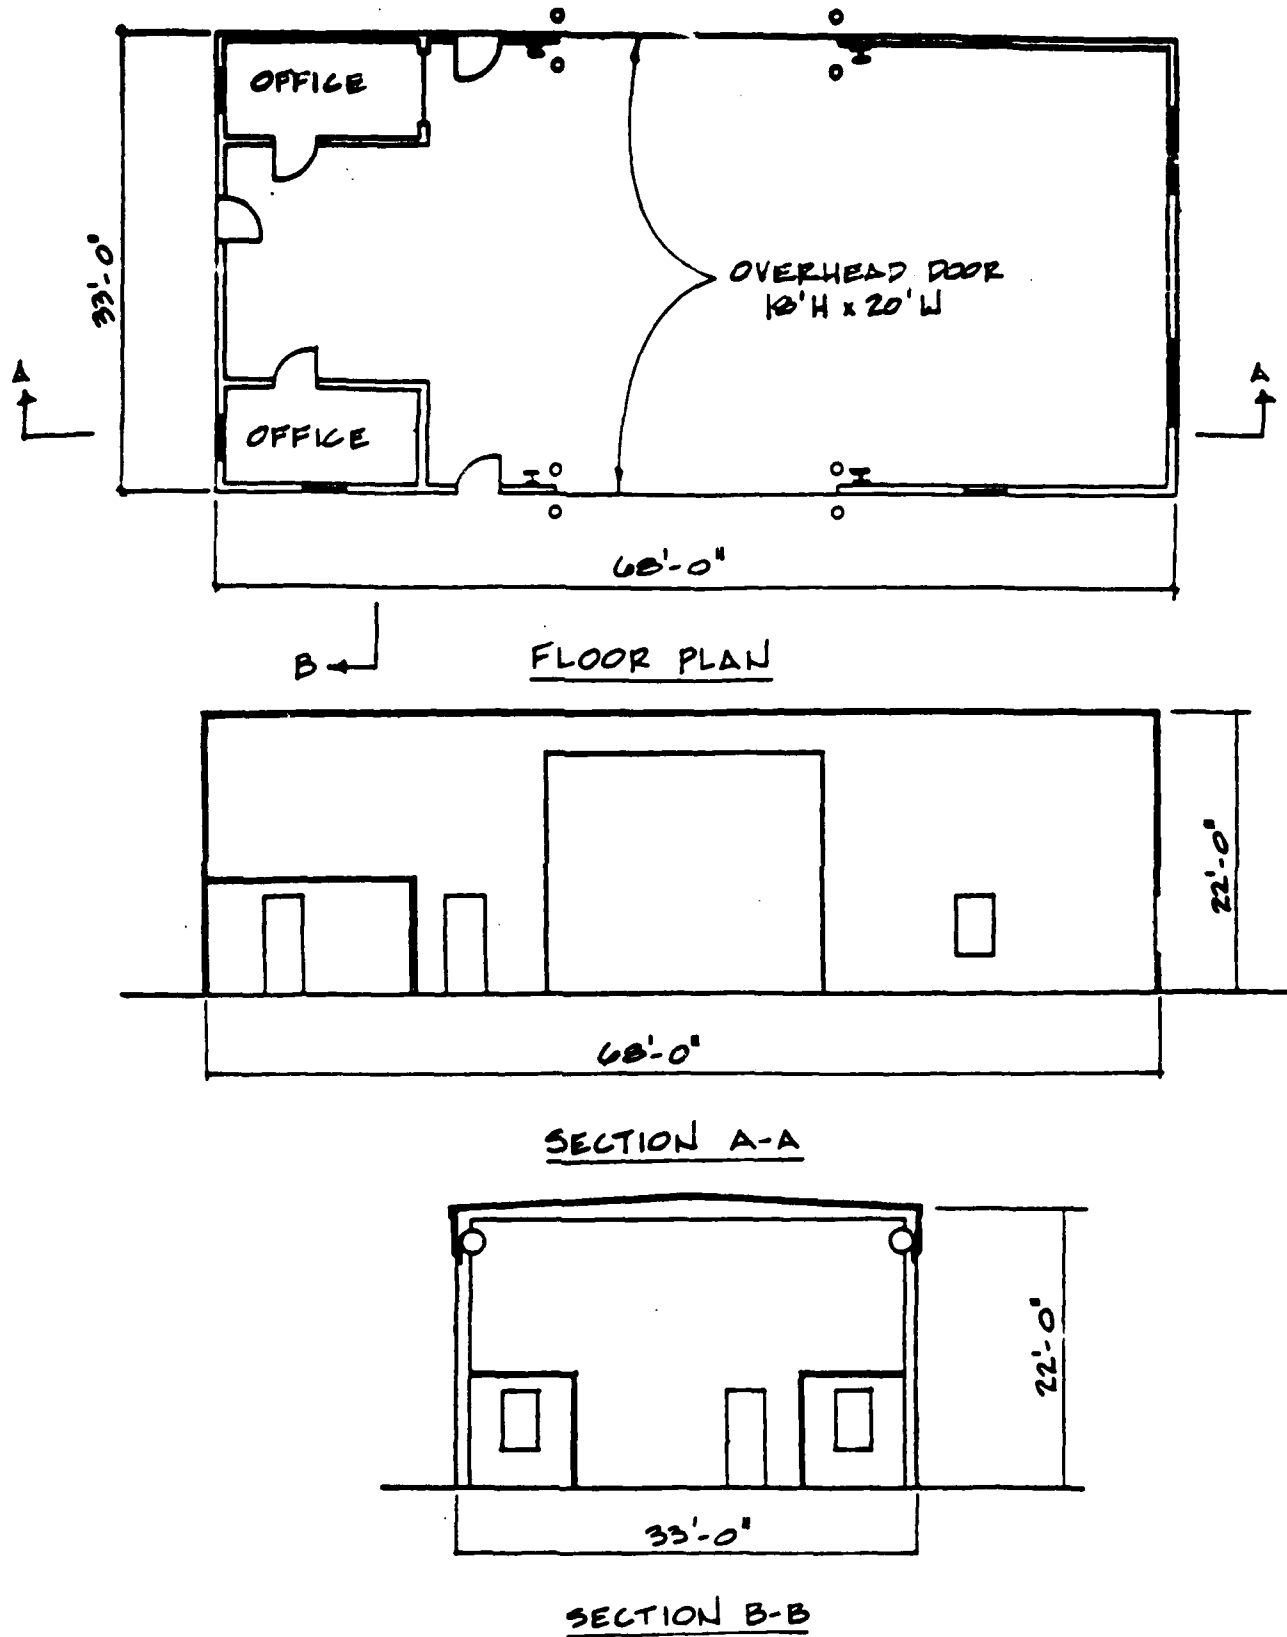 OFFICE
33'-0"
OVERHEAD DOOR
18'H x 20'W
A
A
OFFICE
68'-0"
B
FLOOR PLAN
22'-0"
68'-0"
SECTION A-A
22'-0"
33'-0"
SECTION B-B